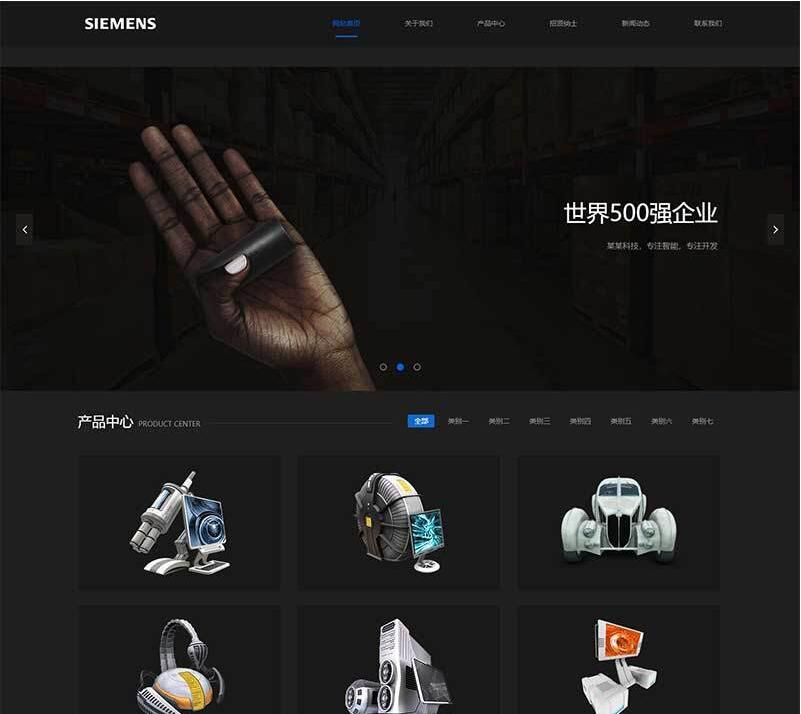 SIEMENS
网站首页
关于我们
产品中心
招贤纳士
新闻动态
联系我们
世界500强企业
某某科技，专注智能，专注开发
产品中心 PRODUCT CENTER
全部
类别一
类别二
类别三
类别四
类别五
类别六
类别七